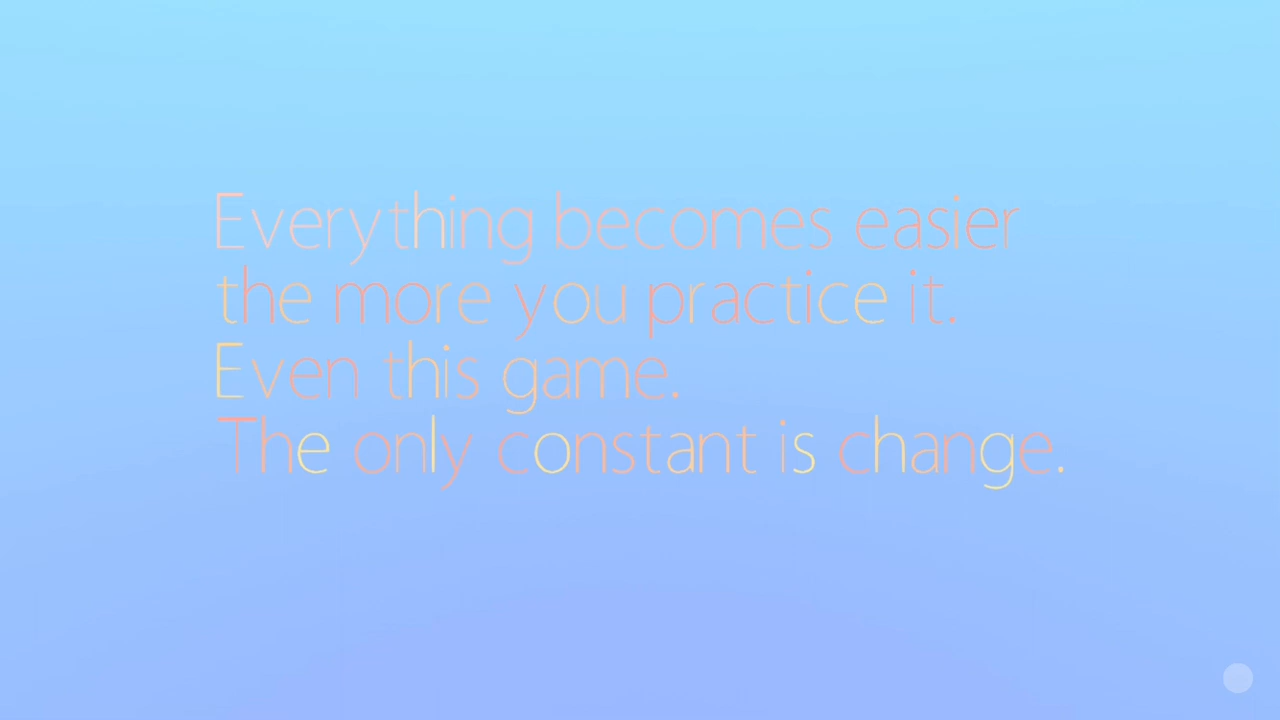 Everything becomes easier
the more you practice it.
Even this game.
The only constant is change.